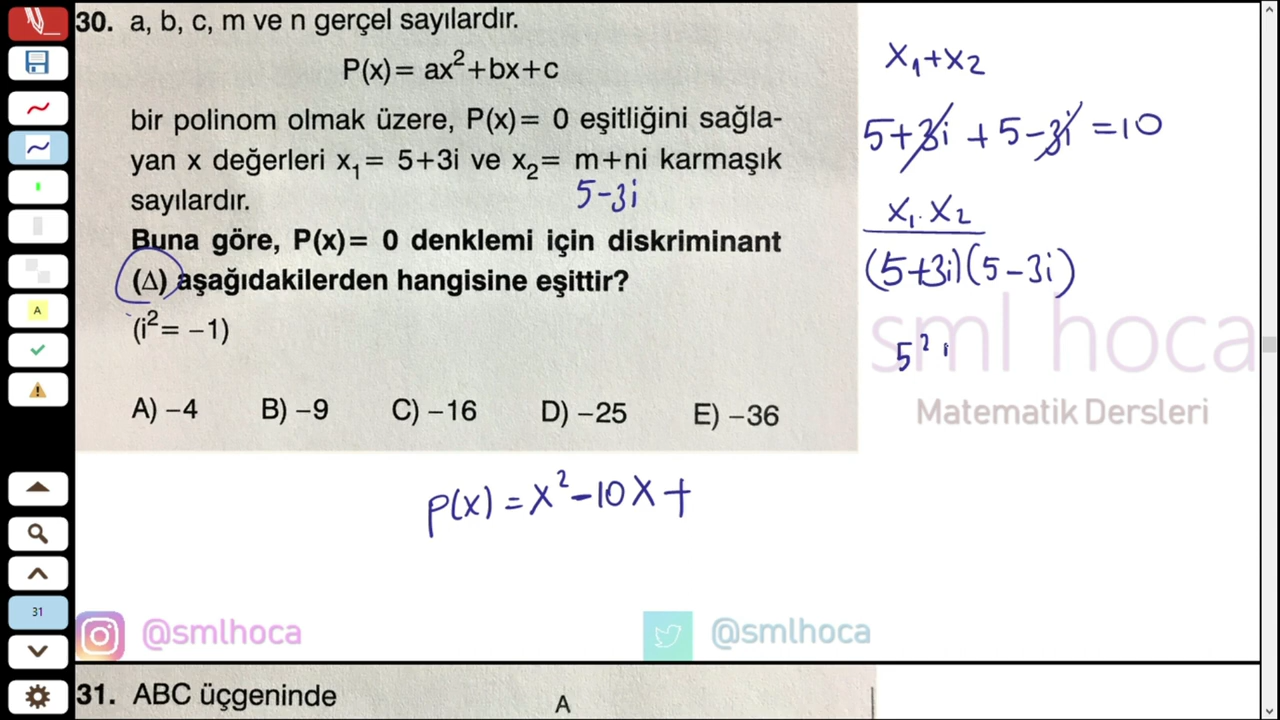 30. a, b, c, m ve n gerçel sayılardır.
P(x)= ax²+bx+c
bir polinom olmak üzere, P(x)= 0 eşitliğini sağla-
yan x değerleri x₁= 5+3i ve x₂= m+ni karmaşık
5-3i
sayılardır.
Buna göre, P(x)= 0 denklemi için diskriminant
(Δ) aşağıdakilerden hangisine eşittir?
(i²= −1)
A) −4 B) −9 C) −16 D) −25 E) −36
x₁+x₂
5+3i + 5-3i =10
x₁.x₂
(5+3i)(5-3i)
5²
sml hoca
Matematik Dersleri
P(x) = x²-10x+
@smlhoca @smlhoca
31. ABC üçgeninde
A
A
31